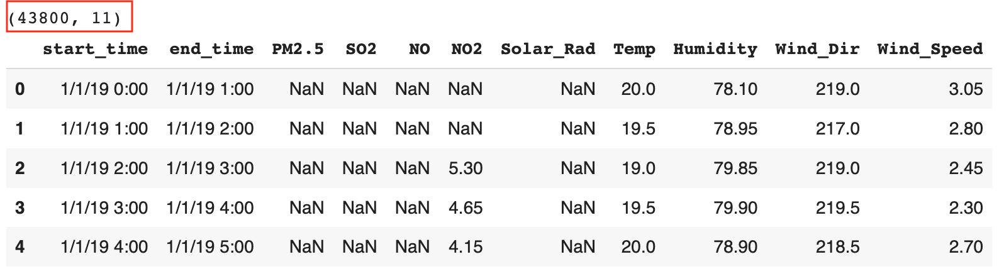 (43800, 11)
start_time end_time PM2.5 SO2 NO NO2 Solar_Rad Temp Humidity Wind_Dir Wind_Speed
0 1/1/19 0:00 1/1/19 1:00 NaN NaN NaN NaN NaN 20.0 78.10 219.0 3.05
1 1/1/19 1:00 1/1/19 2:00 NaN NaN NaN NaN NaN 19.5 78.95 217.0 2.80
2 1/1/19 2:00 1/1/19 3:00 NaN NaN NaN 5.30 NaN 19.0 79.85 219.0 2.45
3 1/1/19 3:00 1/1/19 4:00 NaN NaN NaN 4.65 NaN 19.5 79.90 219.5 2.30
4 1/1/19 4:00 1/1/19 5:00 NaN NaN NaN 4.15 NaN 20.0 78.90 218.5 2.70